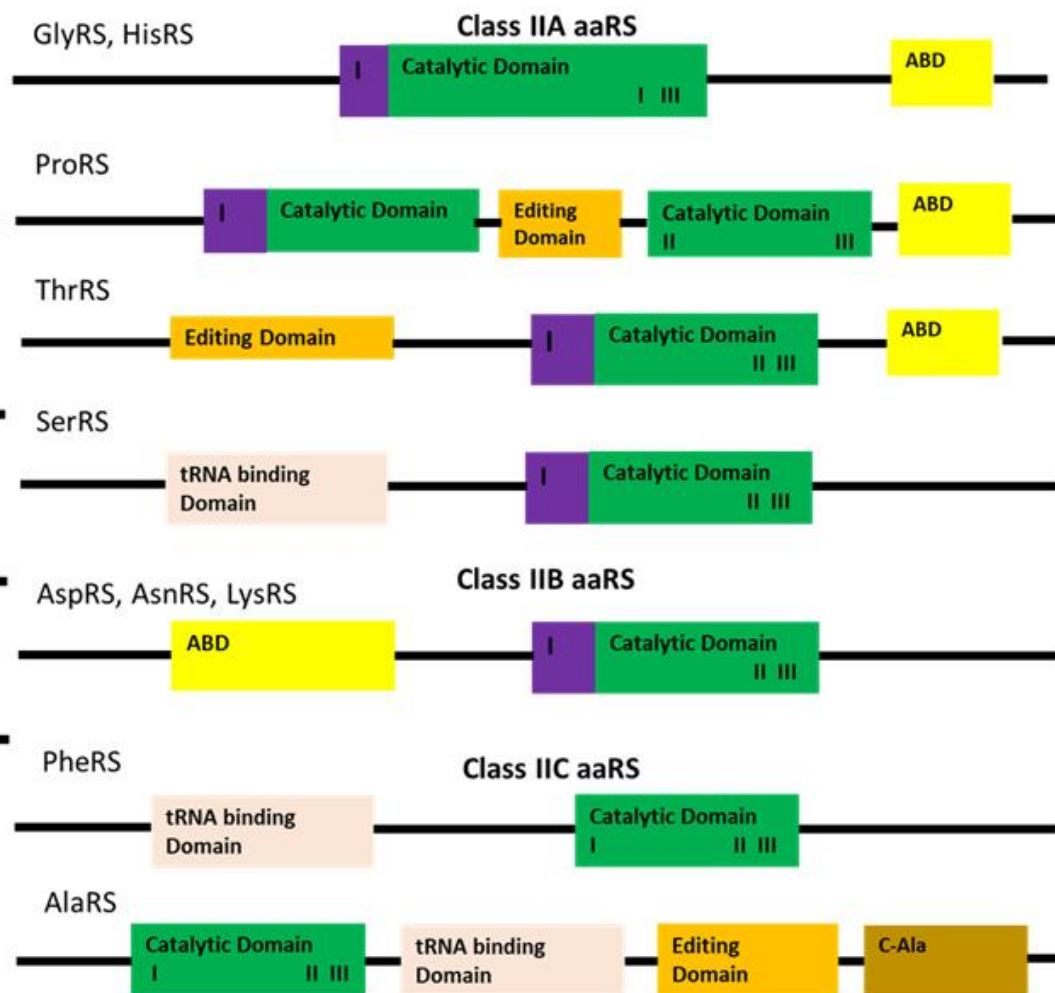 Class IIA aaRS
GlyRS, HisRS
I
Catalytic Domain
I III
ABD
ProRS
I
Catalytic Domain
Editing
Domain
Catalytic Domain
II III
ABD
ThrRS
Editing Domain
I
Catalytic Domain
II III
ABD
SerRS
tRNA binding
Domain
I
Catalytic Domain
II III
Class IIB aaRS
AspRS, AsnRS, LysRS
ABD
I
Catalytic Domain
II III
PheRS
Class IIC aaRS
tRNA binding
Domain
Catalytic Domain
I II III
AlaRS
Catalytic Domain
I II III
tRNA binding
Domain
Editing
Domain
C-Ala